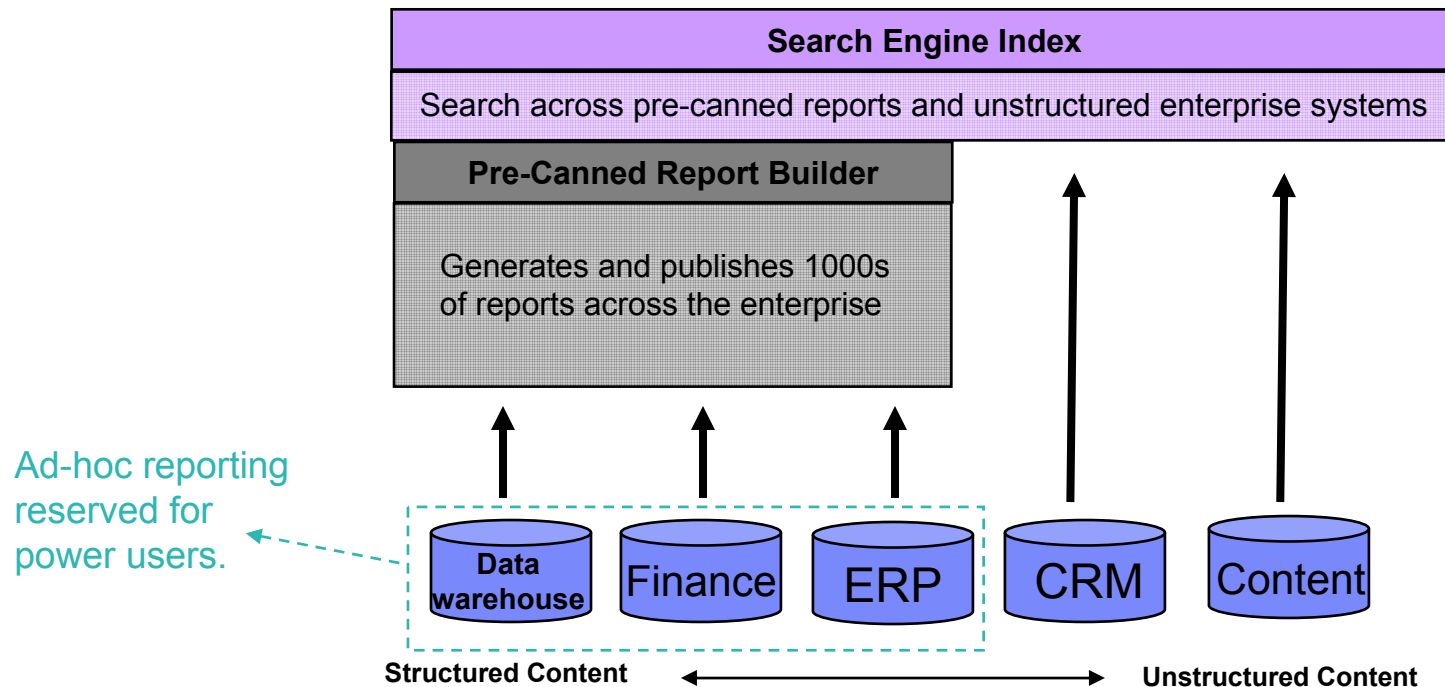 Search Engine Index
Search across pre-canned reports and unstructured enterprise systems
Pre-Canned Report Builder
Generates and publishes 1000s
of reports across the enterprise
Ad-hoc reporting
reserved for
power users.
Data
warehouse
Finance
ERP
CRM
Content
Structured Content
Unstructured Content